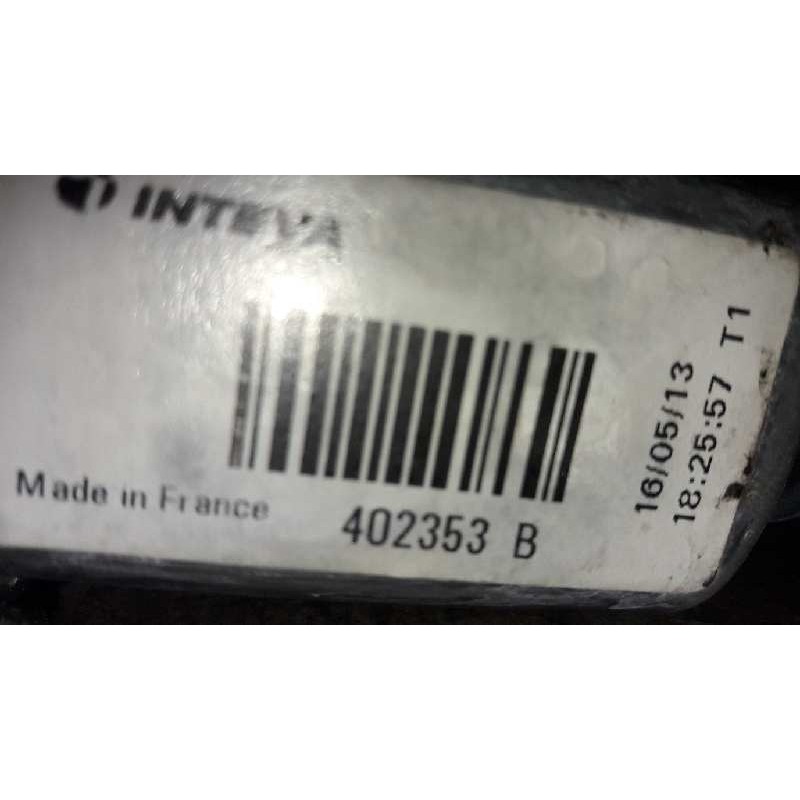 INTEVA
Made in France
402353 B
16/05/13
18:25:57 T1